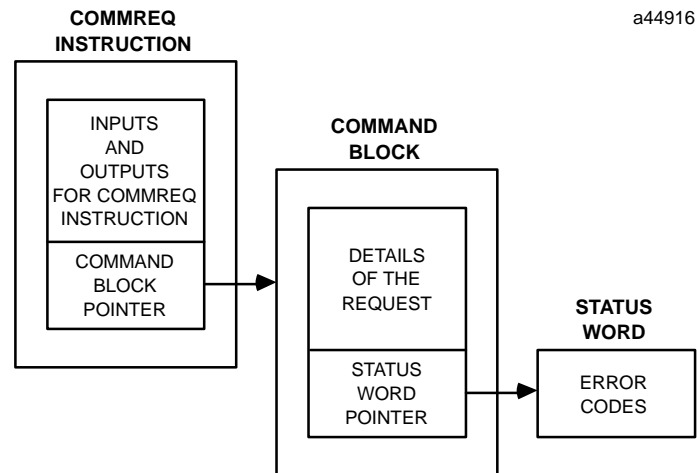 COMMREQ
INSTRUCTION
a44916
INPUTS
AND
OUTPUTS
FOR COMMREQ
INSTRUCTION
COMMAND
BLOCK
POINTER
COMMAND
BLOCK
DETAILS
OF THE
REQUEST
STATUS
WORD
POINTER
STATUS
WORD
ERROR
CODES